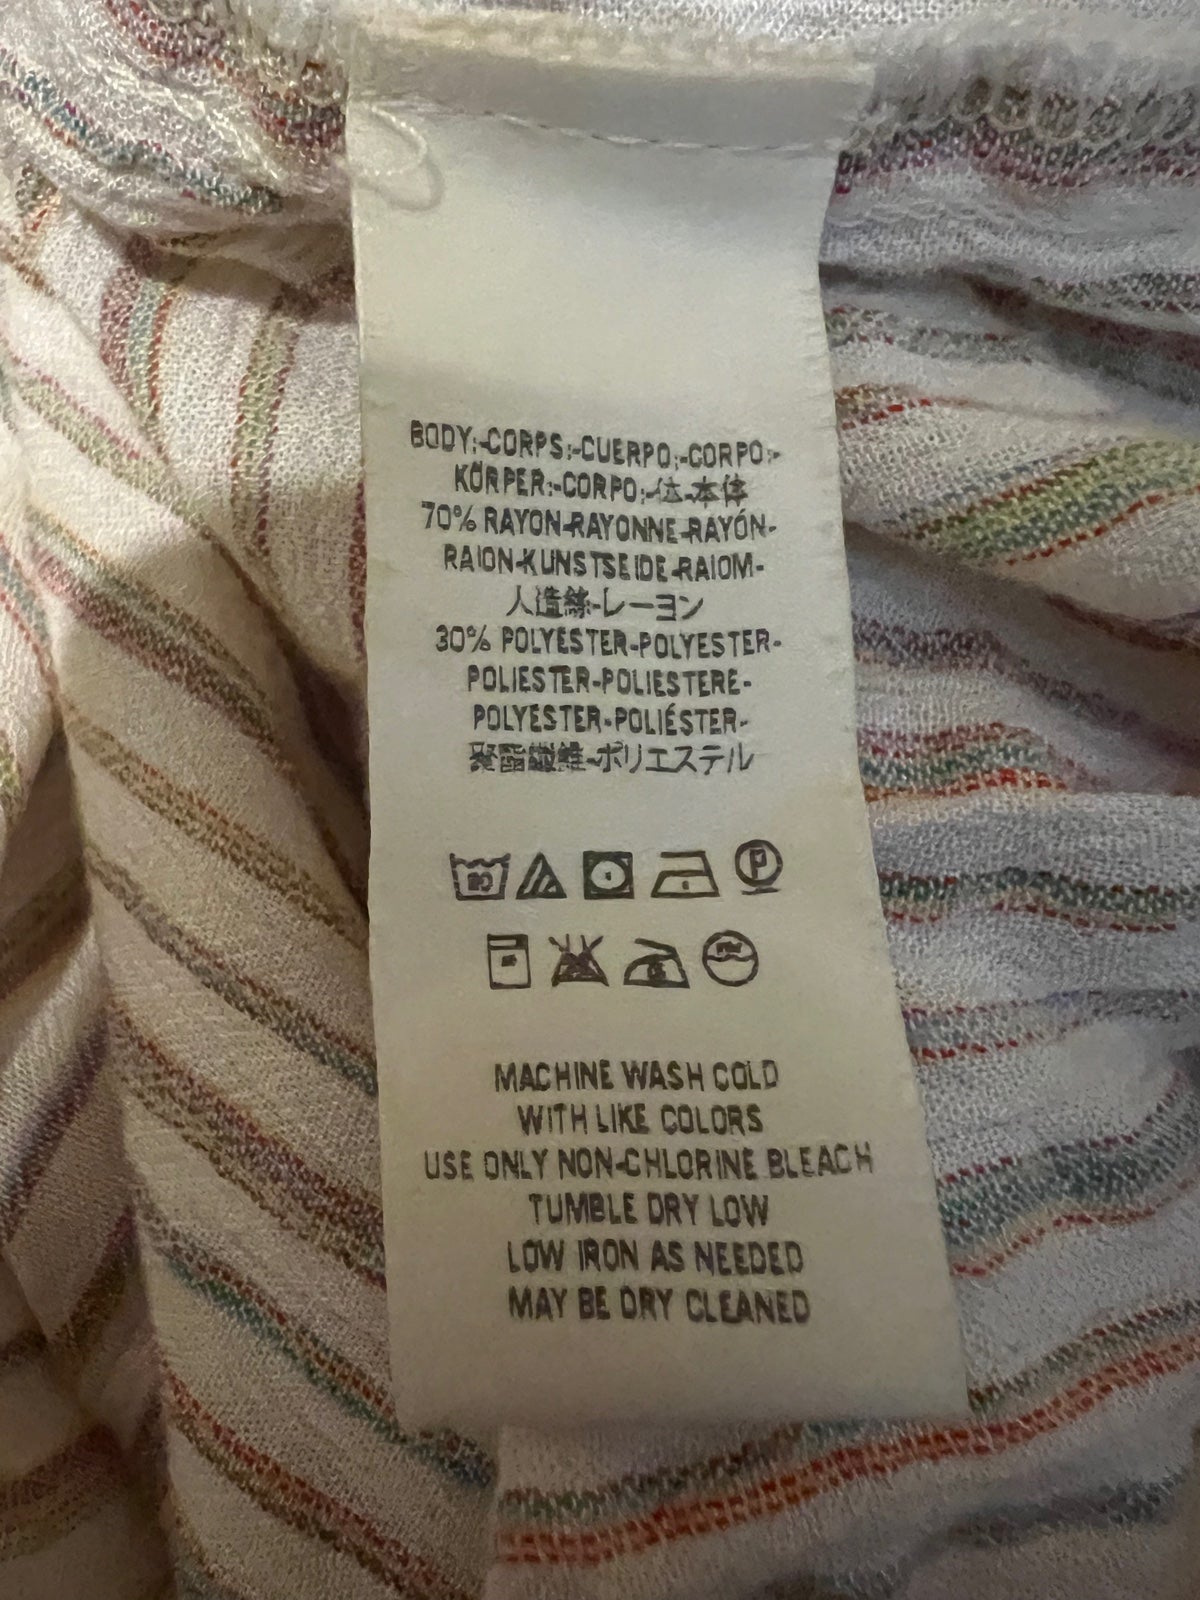 BODY:-CORPS:-CUERPO:-CORPO:-
KÖRPER:-CORPO:-体-本体
70% RAYON-RAYONNE-RAYÓN-
RAION-KUNSTSEIDE-RAIOM-
人造絲-レーヨン
30% POLYESTER-POLYESTER-
POLIESTER-POLIESTERE-
POLYESTER-POLIÉSTER-
聚酯纖維-ポリエステル
30
P
MACHINE WASH COLD
WITH LIKE COLORS
USE ONLY NON-CHLORINE BLEACH
TUMBLE DRY LOW
LOW IRON AS NEEDED
MAY BE DRY CLEANED